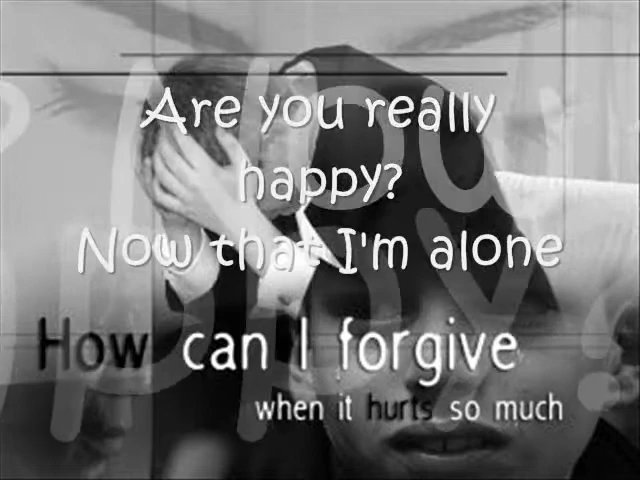 Are you really
happy?
Now that I'm alone
How can I forgive
when it hurts so much